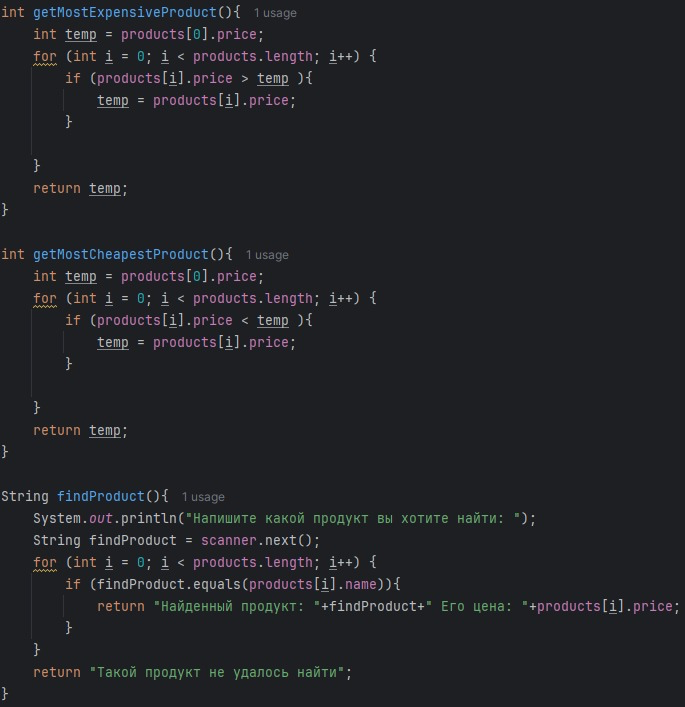 int getMostExpensiveProduct(){ 1 usage
    int temp = products[0].price;
    for (int i = 0; i < products.length; i++) {
        if (products[i].price > temp ){
            temp = products[i].price;
        }
    }
    return temp;
}
int getMostCheapestProduct(){ 1 usage
    int temp = products[0].price;
    for (int i = 0; i < products.length; i++) {
        if (products[i].price < temp ){
            temp = products[i].price;
        }
    }
    return temp;
}
String findProduct(){ 1 usage
    System.out.println("Напишите какой продукт вы хотите найти: ");
    String findProduct = scanner.next();
    for (int i = 0; i < products.length; i++) {
        if (findProduct.equals(products[i].name)){
            return "Найденный продукт: "+findProduct+" Его цена: "+products[i].price;
        }
    }
    return "Такой продукт не удалось найти";
}